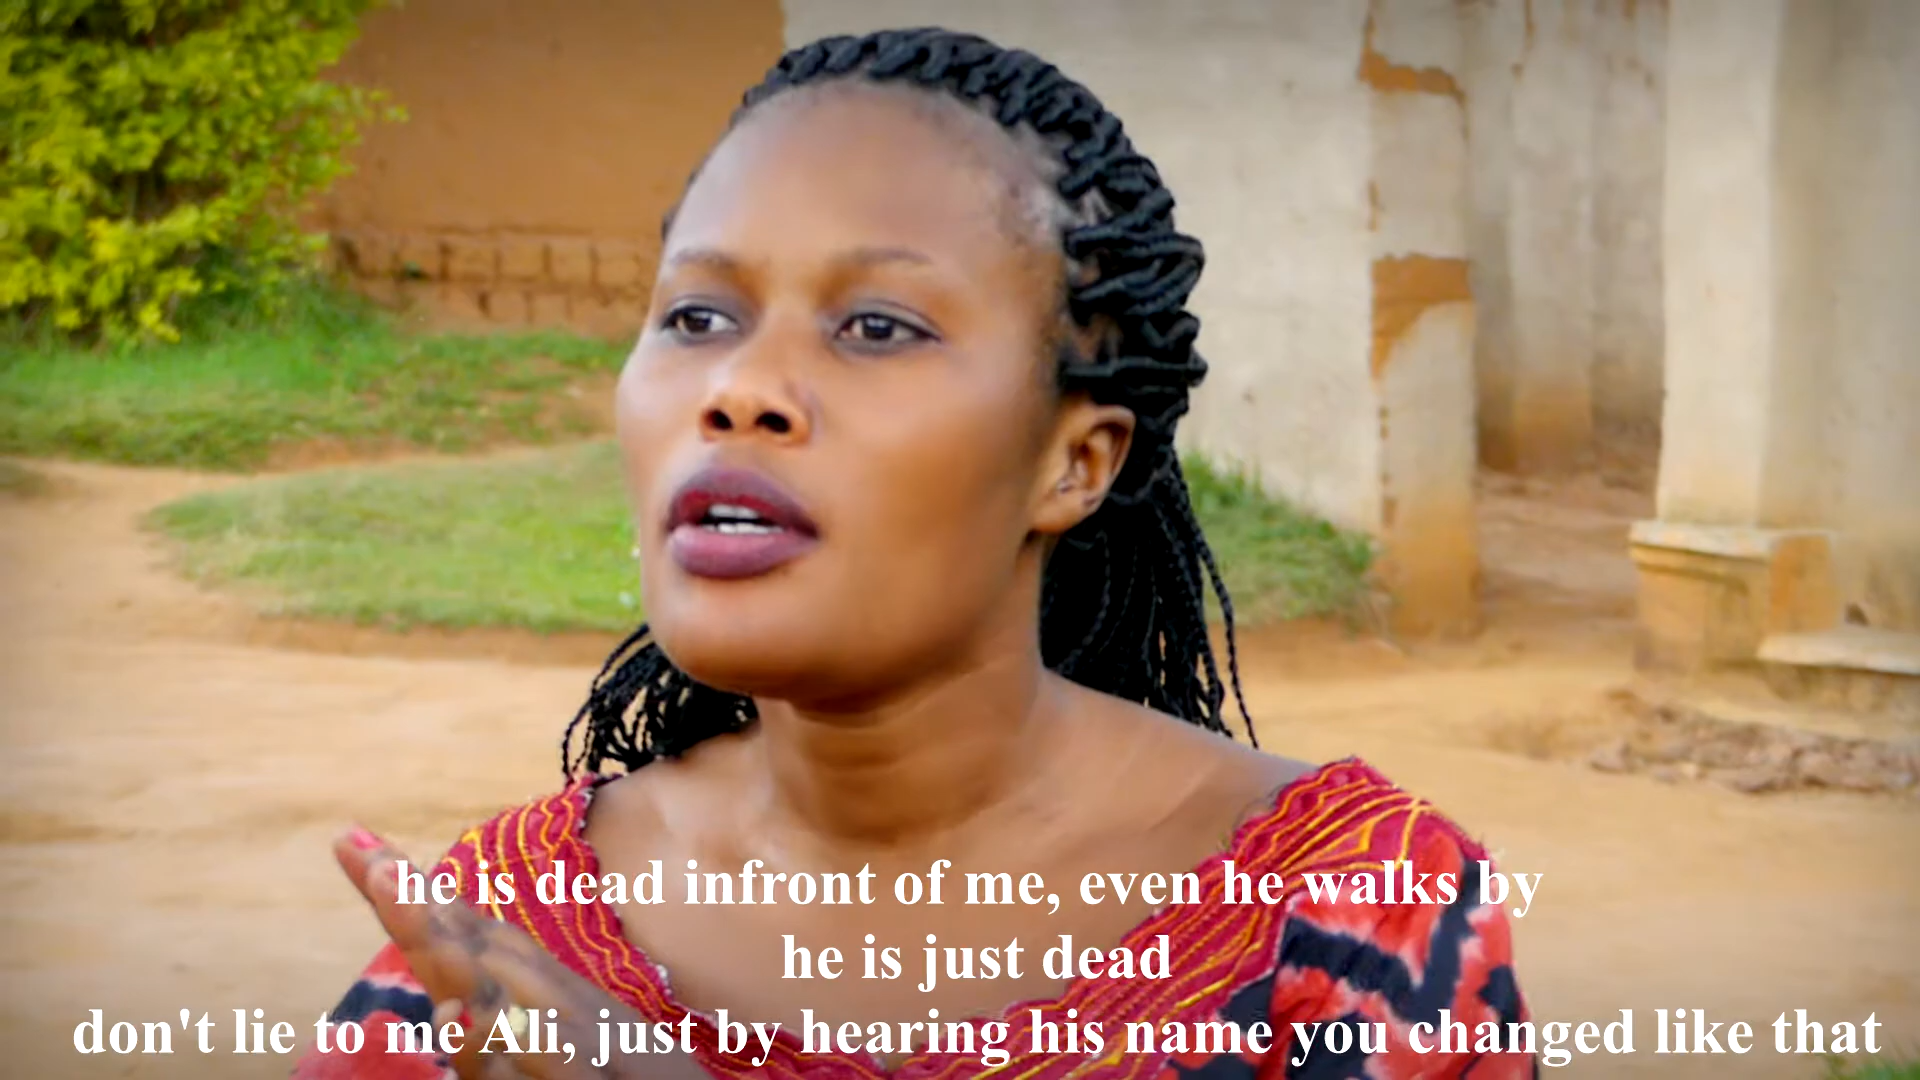 he is dead infront of me, even he walks by
he is just dead
don't lie to me Ali, just by hearing his name you changed like that